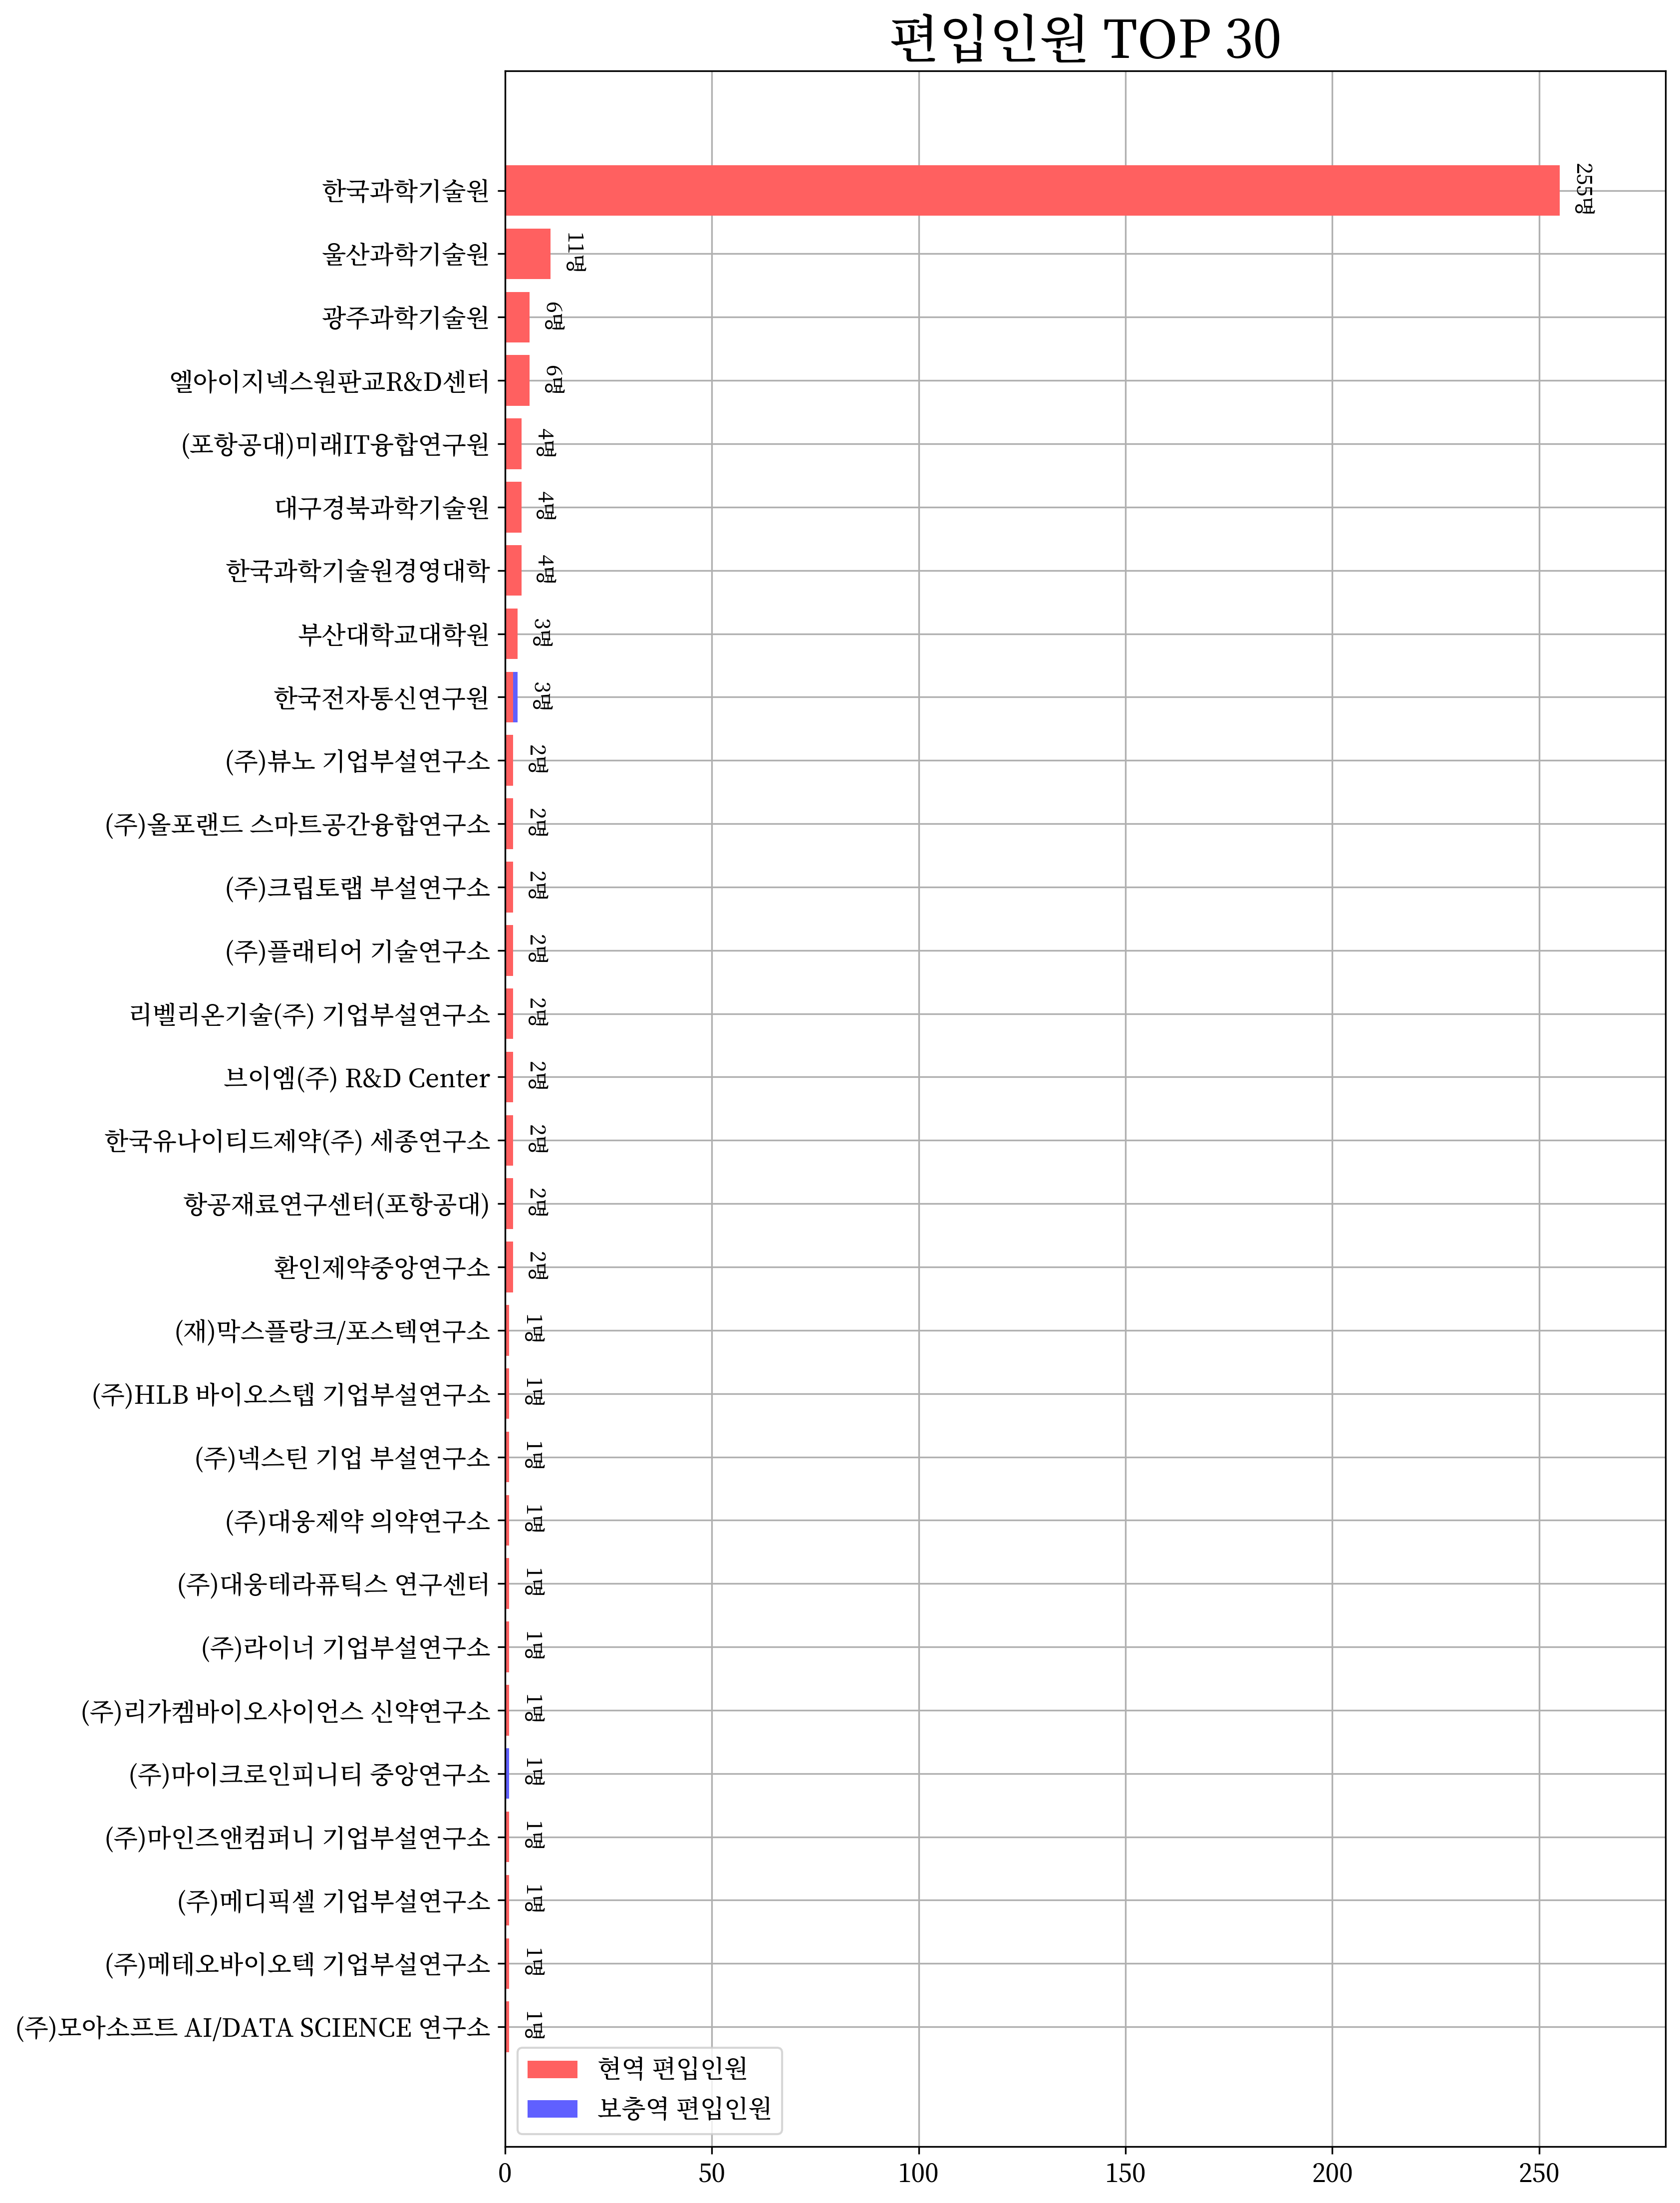 편입인원 TOP 30
한국과학기술원 255명
울산과학기술원 11명
광주과학기술원 6명
엘아이지넥스원판교R&D센터 6명
(포항공대)미래IT융합연구원 4명
대구경북과학기술원 4명
한국과학기술원경영대학 4명
부산대학교대학원 3명
한국전자통신연구원 3명
(주)뷰노 기업부설연구소 2명
(주)올포랜드 스마트공간융합연구소 2명
(주)크립토랩 부설연구소 2명
(주)플래티어 기술연구소 2명
리벨리온기술(주) 기업부설연구소 2명
브이엠(주) R&D Center 2명
한국유나이티드제약(주) 세종연구소 2명
항공재료연구센터(포항공대) 2명
환인제약중앙연구소 2명
(재)막스플랑크/포스텍연구소 1명
(주)HLB 바이오스텝 기업부설연구소 1명
(주)넥스틴 기업 부설연구소 1명
(주)대웅제약 의약연구소 1명
(주)대웅테라퓨틱스 연구센터 1명
(주)라이너 기업부설연구소 1명
(주)리가켐바이오사이언스 신약연구소 1명
(주)마이크로인피니티 중앙연구소 1명
(주)마인즈앤컴퍼니 기업부설연구소 1명
(주)메디픽셀 기업부설연구소 1명
(주)메테오바이오텍 기업부설연구소 1명
(주)모아소프트 AI/DATA SCIENCE 연구소 1명
현역 편입인원
보충역 편입인원
0 50 100 150 200 250